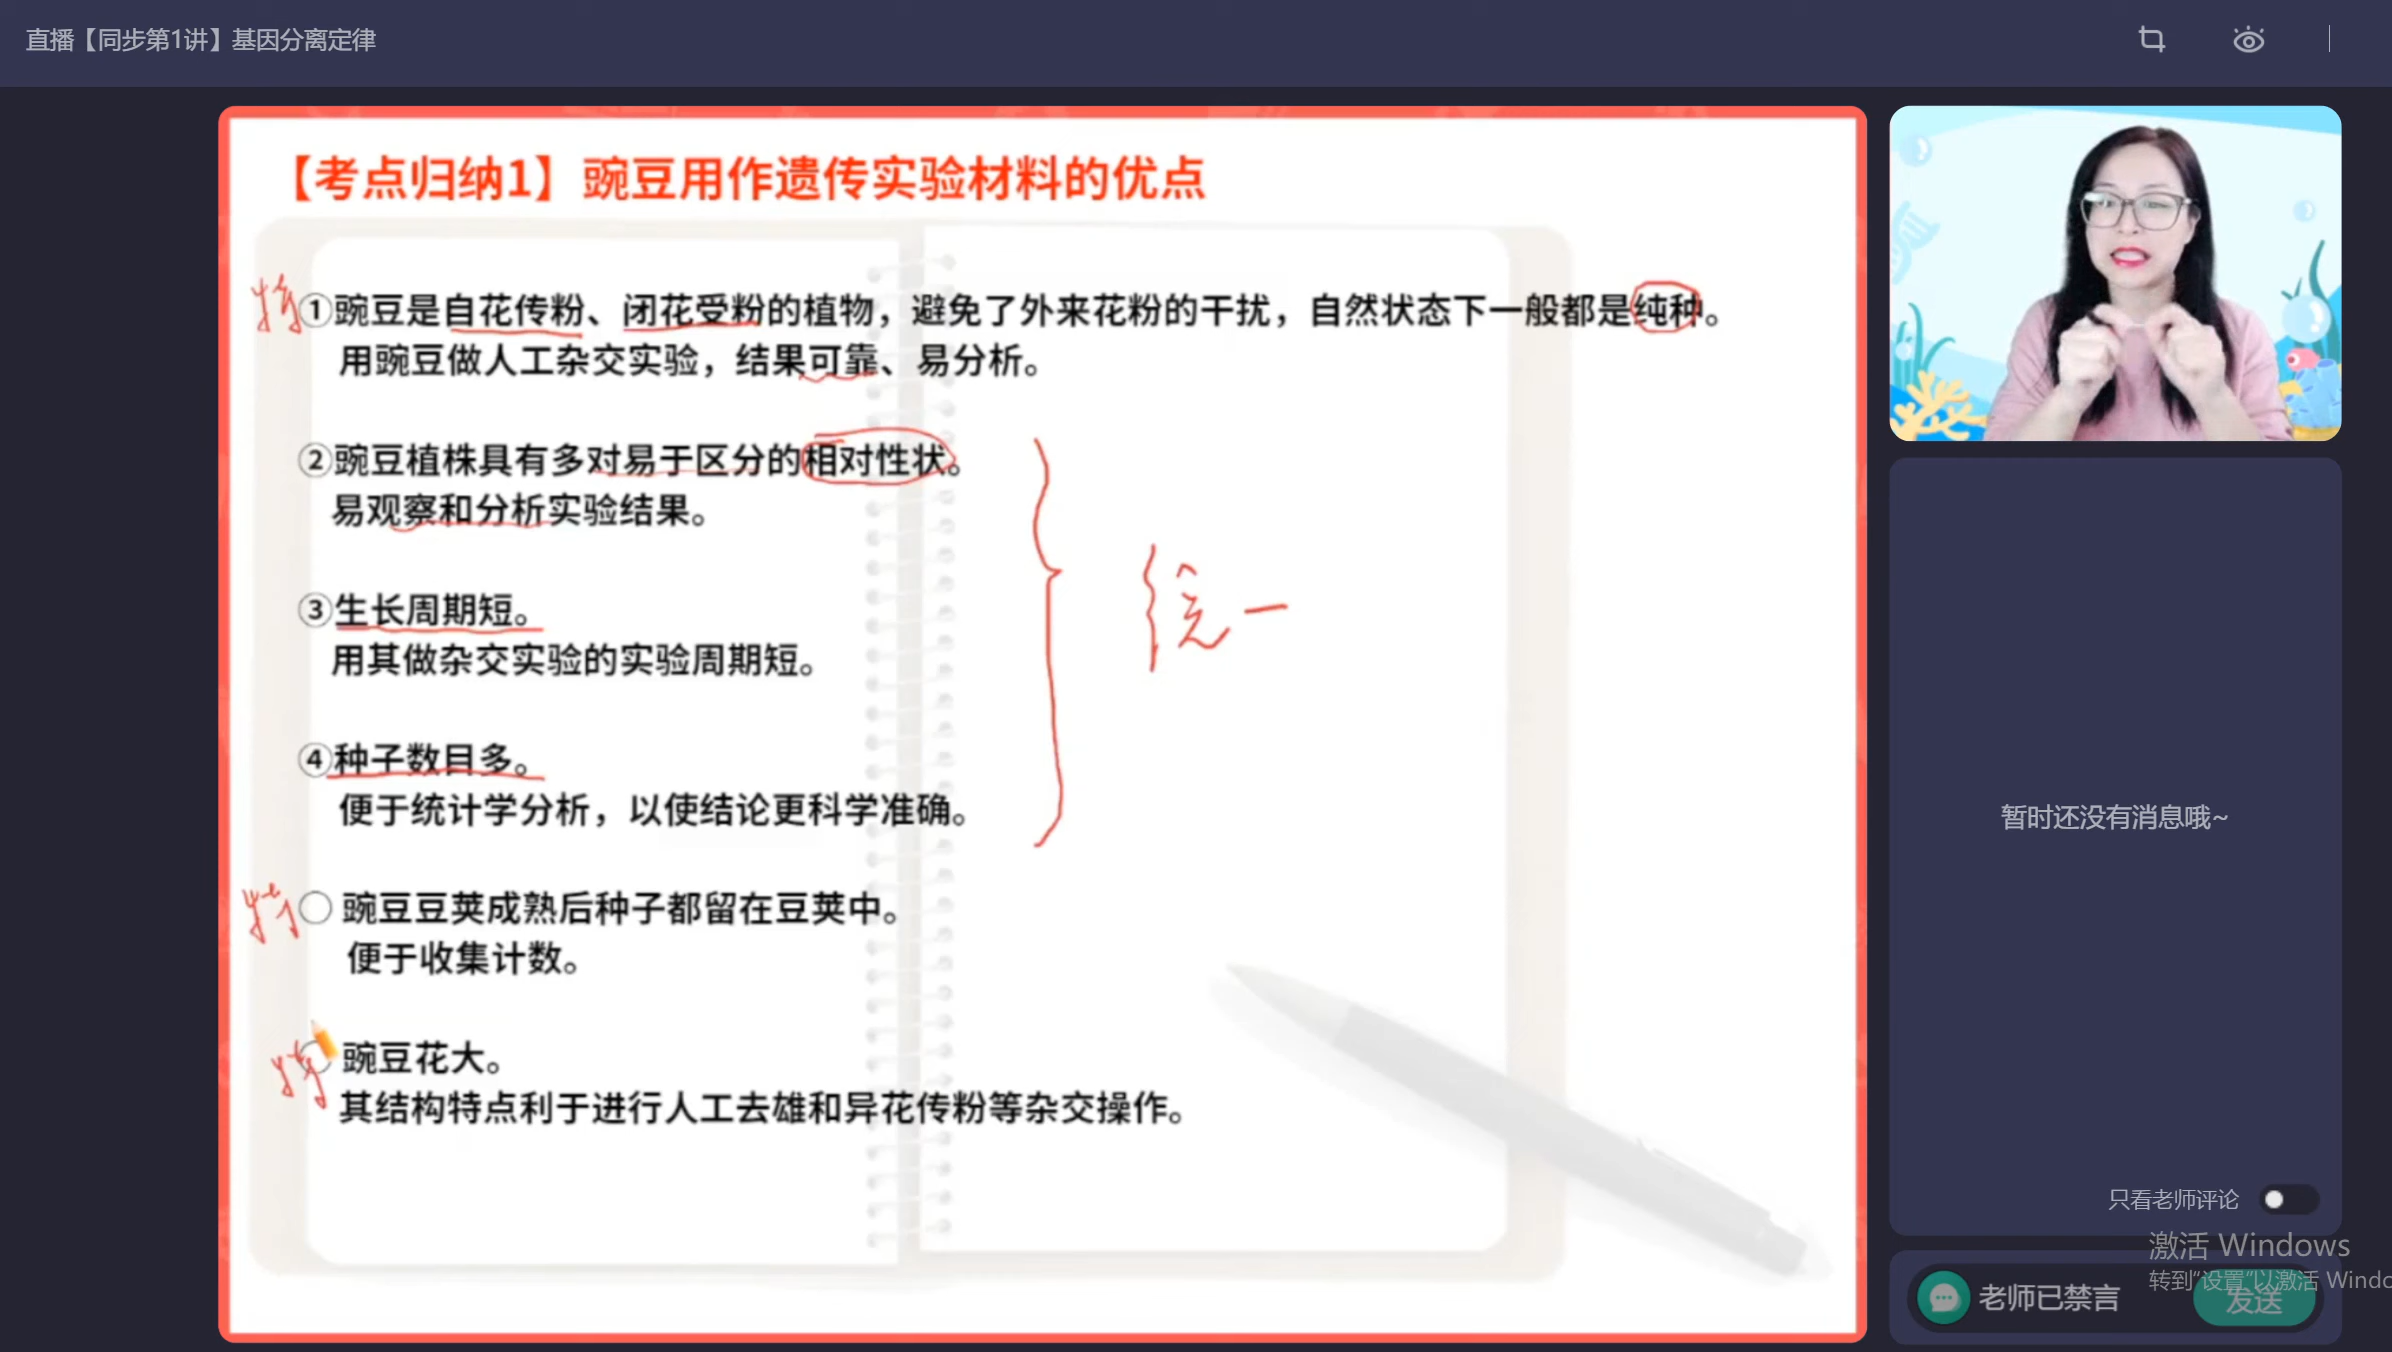 直播【同步第1讲】基因分离定律
【考点归纳1】豌豆用作遗传实验材料的优点
特
①豌豆是自花传粉、闭花受粉的植物，避免了外来花粉的干扰，自然状态下一般都是纯种。
用豌豆做人工杂交实验，结果可靠、易分析。
②豌豆植株具有多对易于区分的相对性状。
易观察和分析实验结果。
③生长周期短。
用其做杂交实验的实验周期短。
统一
④种子数目多。
便于统计学分析，以使结论更科学准确。
特
○ 豌豆豆荚成熟后种子都留在豆荚中。
便于收集计数。
特
○ 豌豆花大。
其结构特点利于进行人工去雄和异花传粉等杂交操作。
暂时还没有消息哦~
只看老师评论
激活 Windows
转到"设置"以激活 Windo
老师已禁言
发送